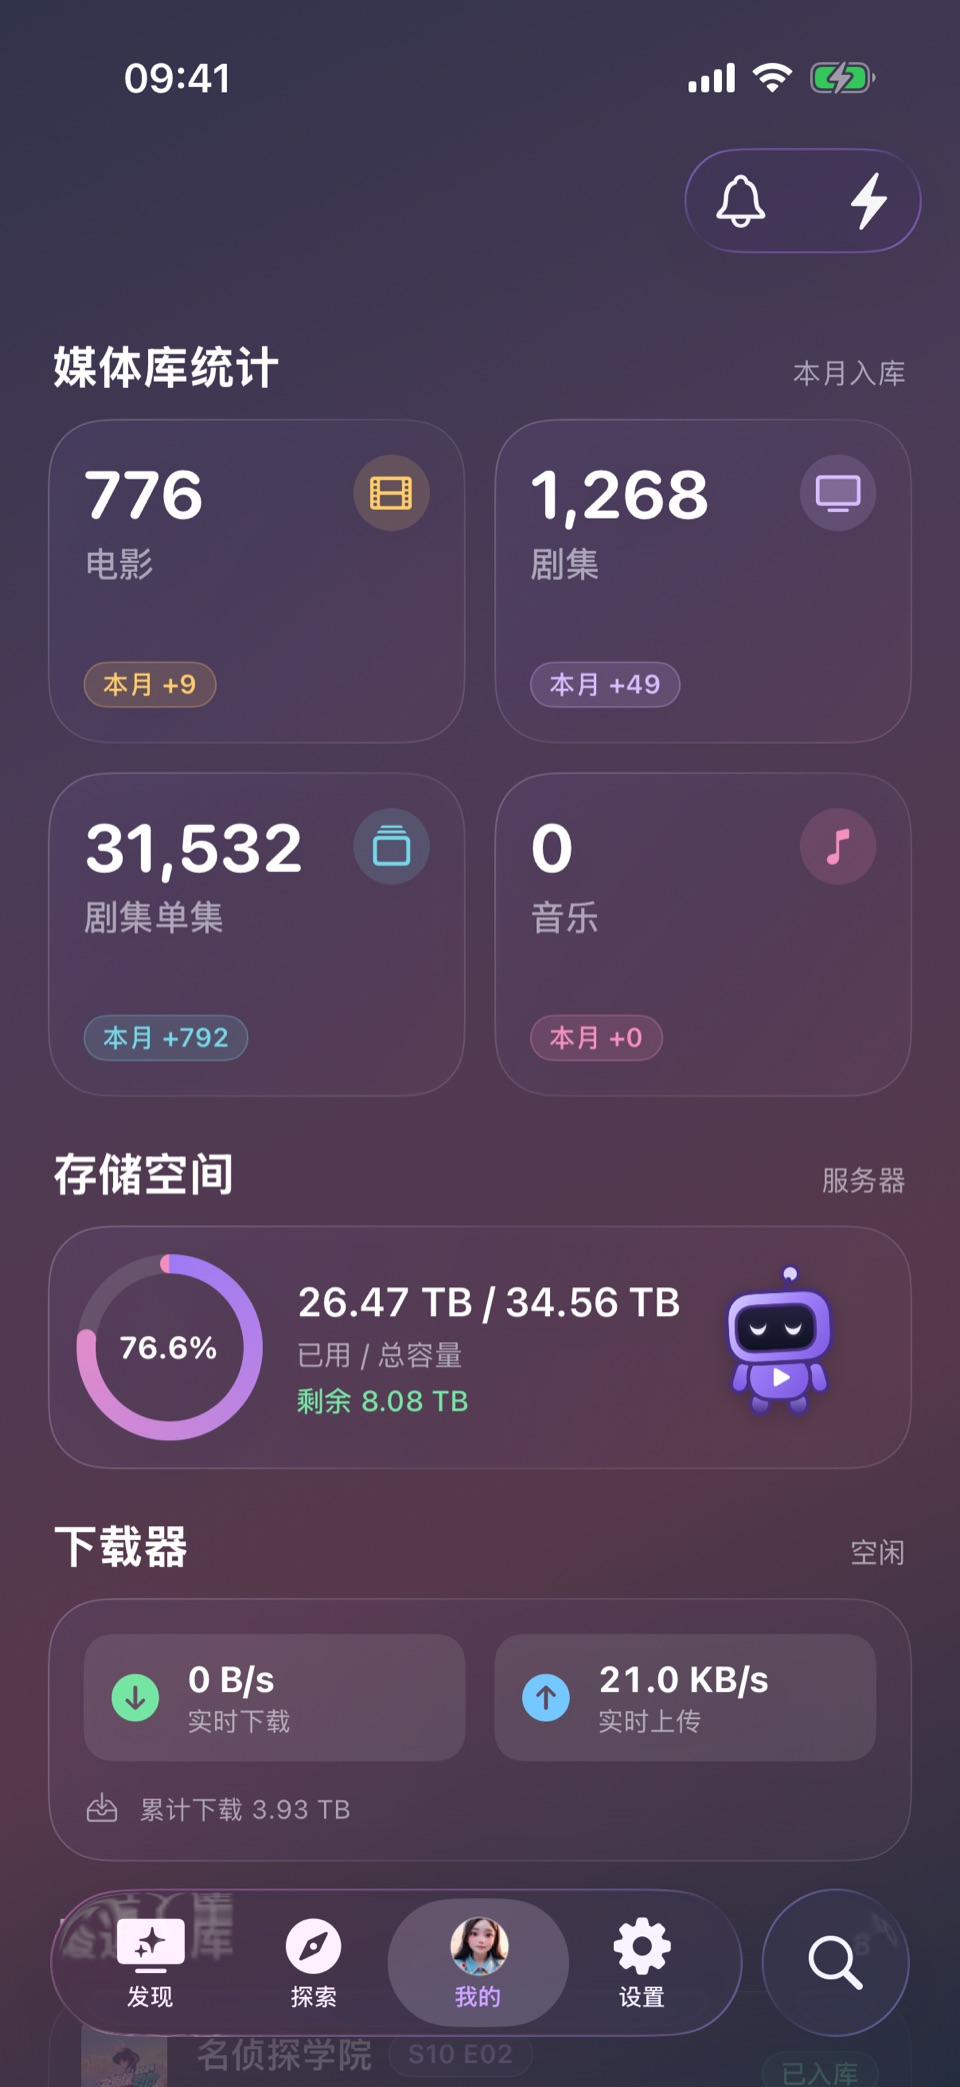 09:41
媒体库统计
本月入库
776
电影
本月 +9
1,268
剧集
本月 +49
31,532
剧集单集
本月 +792
0
音乐
本月 +0
存储空间
服务器
76.6%
26.47 TB / 34.56 TB
已用 / 总容量
剩余 8.08 TB
下载器
空闲
0 B/s
实时下载
21.0 KB/s
实时上传
累计下载 3.93 TB
发现
探索
我的
设置
名侦探学院
S10 E02
已入库